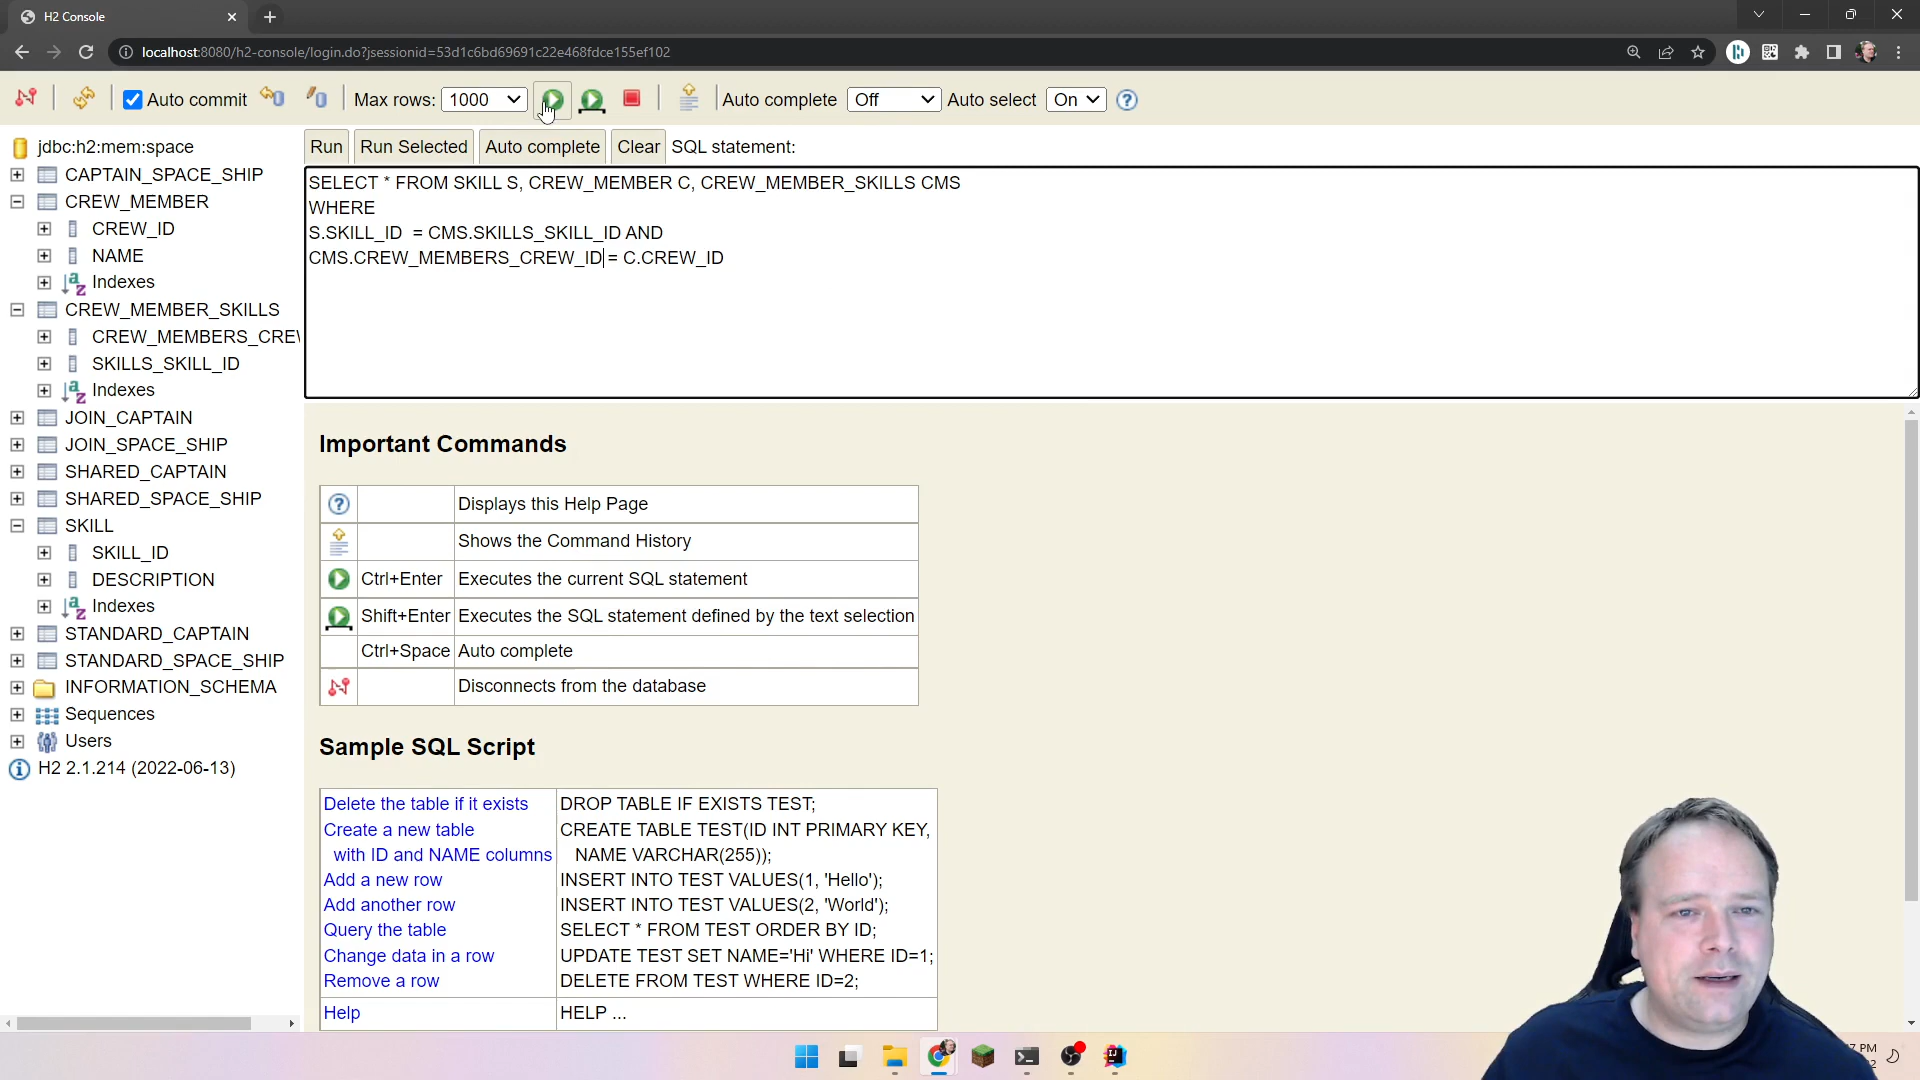 H2 Console
localhost:8080/h2-console/login.do?jsessionid=53d1c6bd69691c22e468fdce155ef102
Auto commit
Max rows: 1000
Auto complete Off
Auto select On
jdbc:h2:mem:space
CAPTAIN_SPACE_SHIP
CREW_MEMBER
CREW_ID
NAME
Indexes
CREW_MEMBER_SKILLS
CREW_MEMBERS_CREW
SKILLS_SKILL_ID
Indexes
JOIN_CAPTAIN
JOIN_SPACE_SHIP
SHARED_CAPTAIN
SHARED_SPACE_SHIP
SKILL
SKILL_ID
DESCRIPTION
Indexes
STANDARD_CAPTAIN
STANDARD_SPACE_SHIP
INFORMATION_SCHEMA
Sequences
Users
H2 2.1.214 (2022-06-13)
Run Run Selected Auto complete Clear SQL statement:
SELECT * FROM SKILL S, CREW_MEMBER C, CREW_MEMBER_SKILLS CMS
WHERE
S.SKILL_ID = CMS.SKILLS_SKILL_ID AND
CMS.CREW_MEMBERS_CREW_ID = C.CREW_ID
Important Commands
Displays this Help Page
Shows the Command History
Ctrl+Enter Executes the current SQL statement
Shift+Enter Executes the SQL statement defined by the text selection
Ctrl+Space Auto complete
Disconnects from the database
Sample SQL Script
Delete the table if it exists DROP TABLE IF EXISTS TEST;
Create a new table CREATE TABLE TEST(ID INT PRIMARY KEY,
with ID and NAME columns NAME VARCHAR(255));
Add a new row INSERT INTO TEST VALUES(1, 'Hello');
Add another row INSERT INTO TEST VALUES(2, 'World');
Query the table SELECT * FROM TEST ORDER BY ID;
Change data in a row UPDATE TEST SET NAME='Hi' WHERE ID=1;
Remove a row DELETE FROM TEST WHERE ID=2;
Help HELP ...
PM